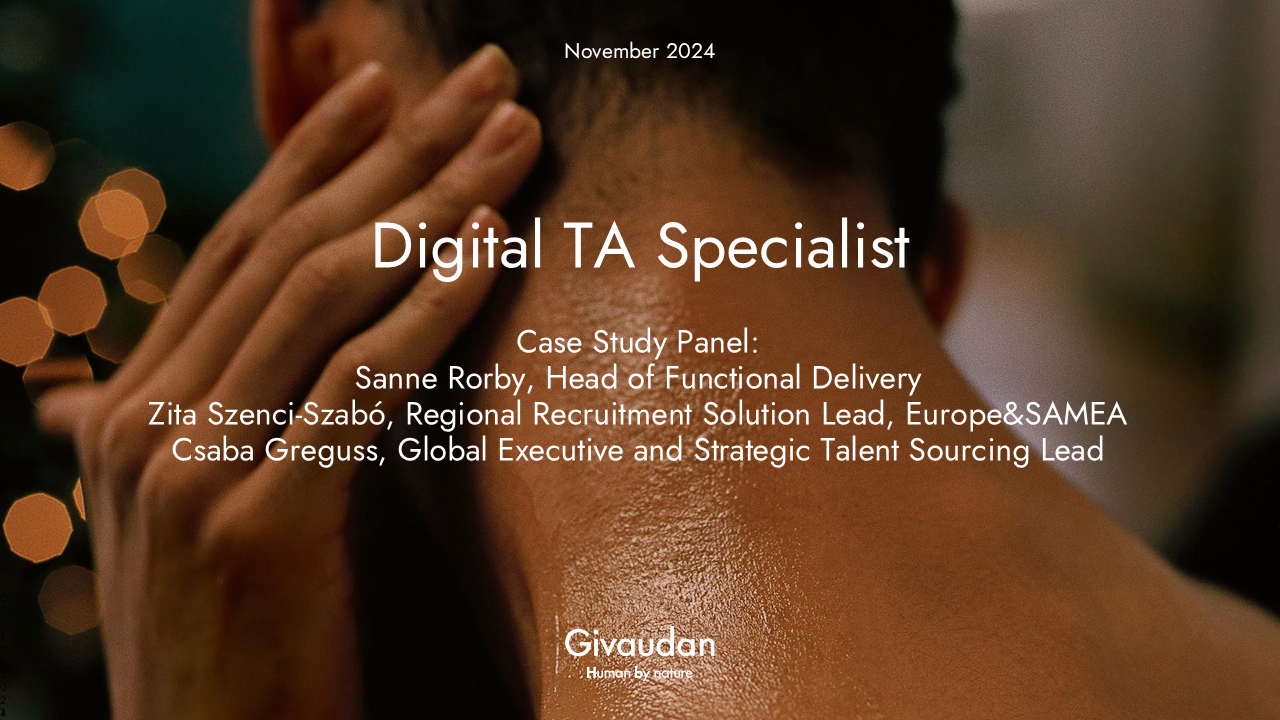 November 2024
Digital TA Specialist
Case Study Panel:
Sanne Rorby, Head of Functional Delivery
Zita Szenci-Szabó, Regional Recruitment Solution Lead, Europe&SAMEA
Csaba Greguss, Global Executive and Strategic Talent Sourcing Lead
Givaudan
Human by nature